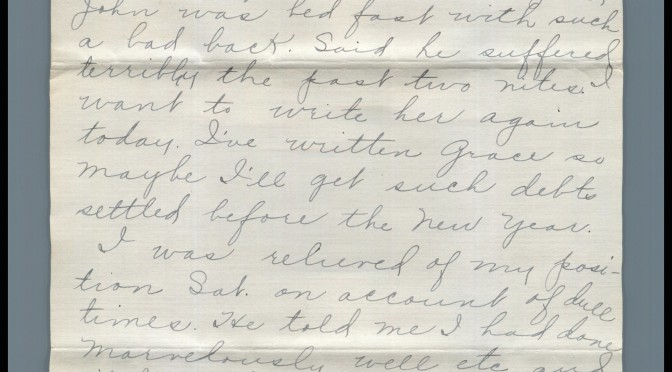 John was bed fast with such
a bad back. Said he suffered
terribly the past two nites. I
want to write her again
today. I've written Grace so
maybe I'll get such debts
settled before the New Year.
I was relieved of my posi-
tion Sat. on account of dull
times. He told me I had done
marvelously well etc and